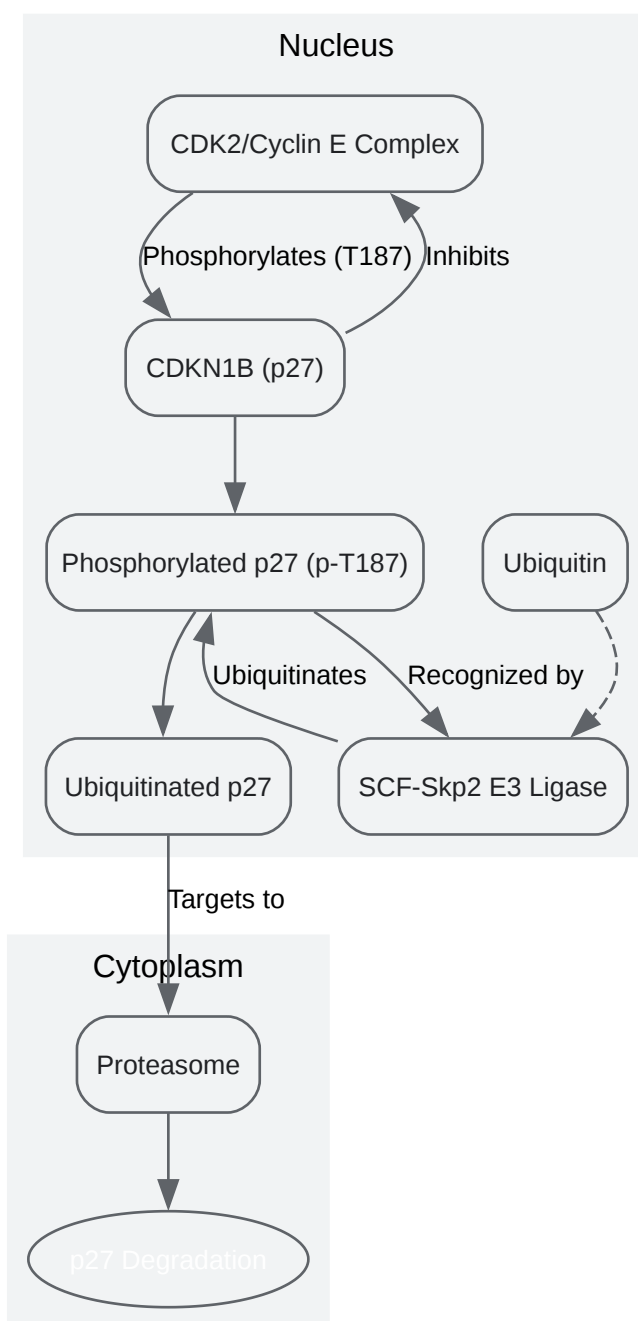 Nucleus
CDK2/Cyclin E Complex
Phosphorylates (T187)
Inhibits
CDKN1B (p27)
Phosphorylated p27 (p-T187)
Ubiquitin
Ubiquitinates
Recognized by
Ubiquitinated p27
SCF-Skp2 E3 Ligase
Targets to
Cytoplasm
Proteasome
p27 Degradation